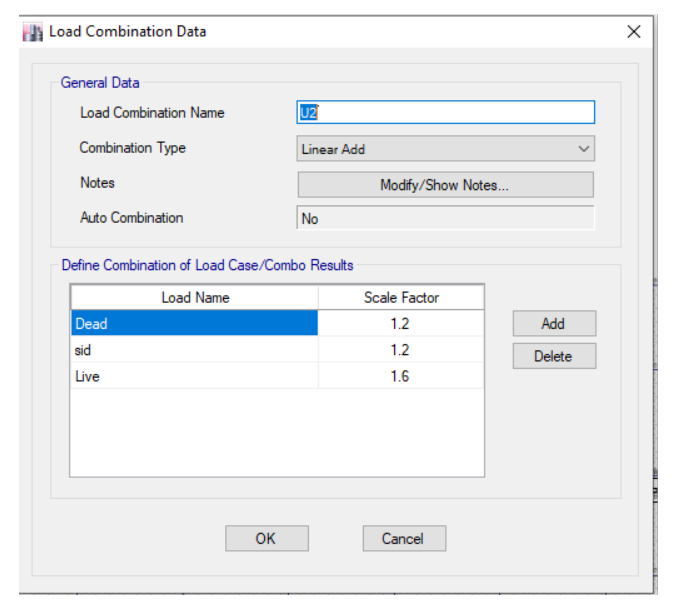 Load Combination Data
General Data
Load Combination Name U2
Combination Type Linear Add
Notes Modify/Show Notes...
Auto Combination No
Define Combination of Load Case/Combo Results
Load Name Scale Factor
Dead 1.2 Add
sid 1.2 Delete
Live 1.6
OK Cancel